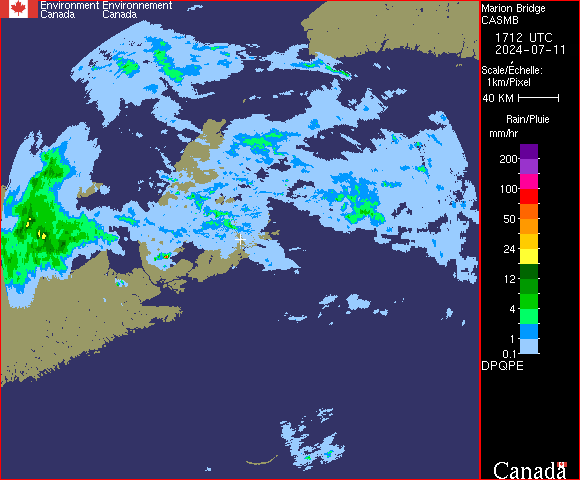 Environment Environnement
Canada Canada
Marion Bridge
CASMB
1712 UTC
2024-07-11
Scale/Échelle:
1km/Pixel
40 KM
Rain/Pluie
mm/hr
200
100
50
24
12
4
1
0.1
DPQPE
Canada